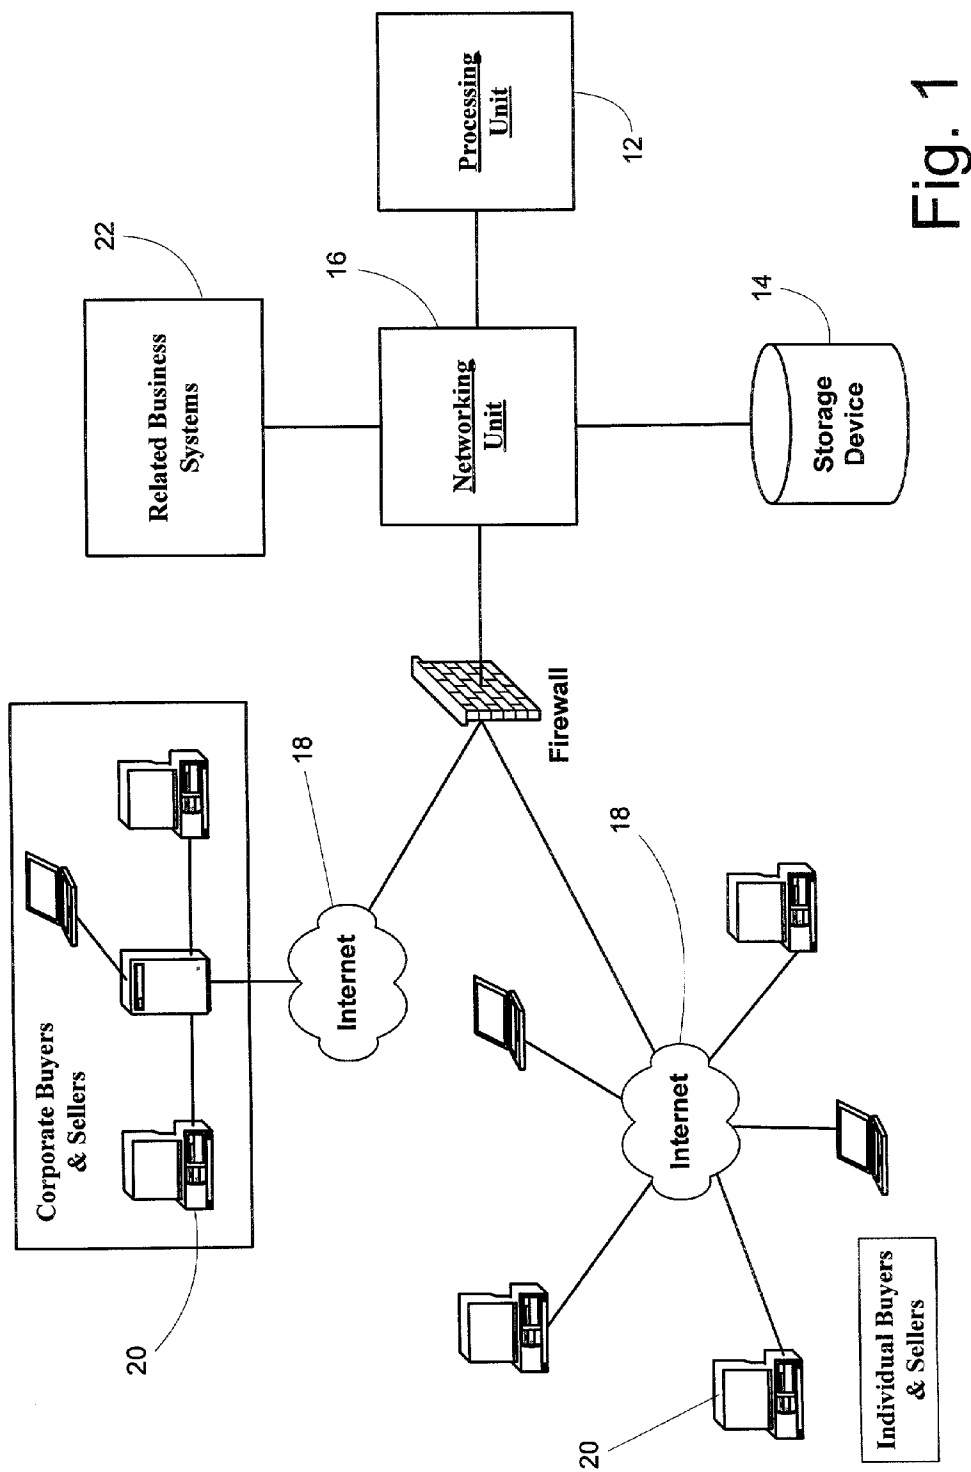 Corporate Buyers
& Sellers
20
Internet
18
Related Business
Systems
22
Firewall
Networking
Unit
16
Processing
Unit
12
Storage
Device
14
Internet
18
20
Individual Buyers
& Sellers
Fig. 1